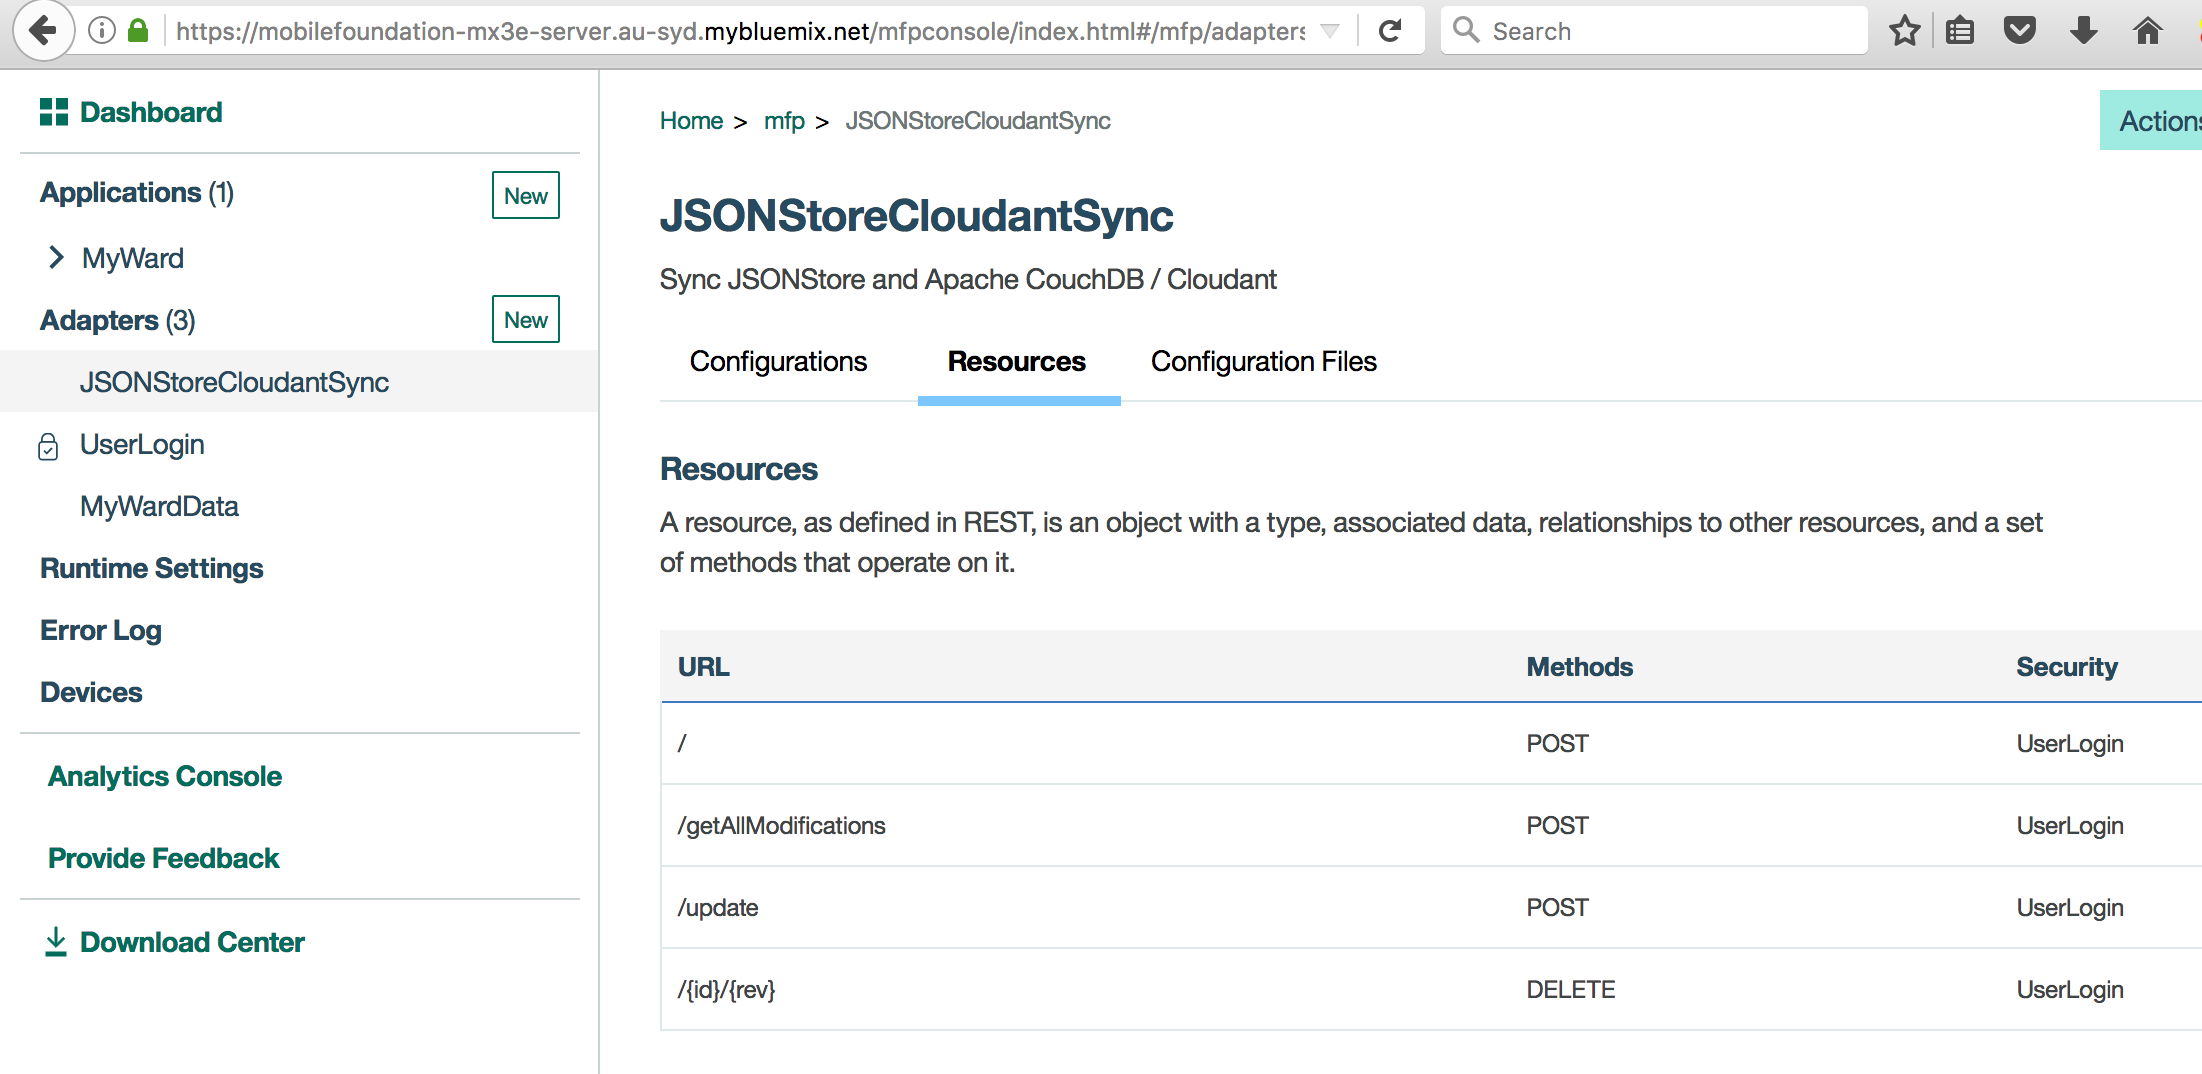 https://mobilefoundation-mx3e-server.au-syd.mybluemix.net/mfpconsole/index.html#/mfp/adapters
Search
Dashboard
Applications (1)
New
MyWard
Adapters (3)
New
JSONStoreCloudantSync
UserLogin
MyWardData
Runtime Settings
Error Log
Devices
Analytics Console
Provide Feedback
Download Center
Home > mfp > JSONStoreCloudantSync
Actions
JSONStoreCloudantSync
Sync JSONStore and Apache CouchDB / Cloudant
Configurations Resources Configuration Files
Resources
A resource, as defined in REST, is an object with a type, associated data, relationships to other resources, and a set
of methods that operate on it.
URL Methods Security
/ POST UserLogin
/getAllModifications POST UserLogin
/update POST UserLogin
/{id}/{rev} DELETE UserLogin